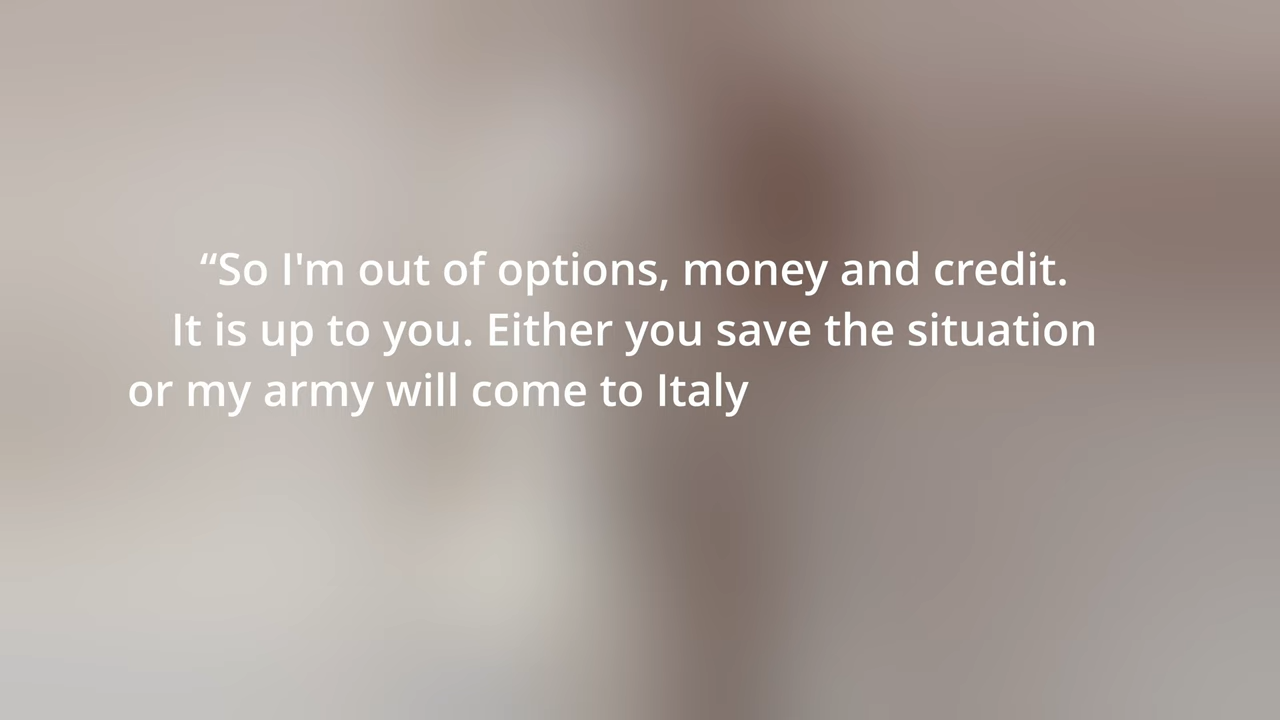 “So I'm out of options, money and credit.
It is up to you. Either you save the situation
or my army will come to Italy